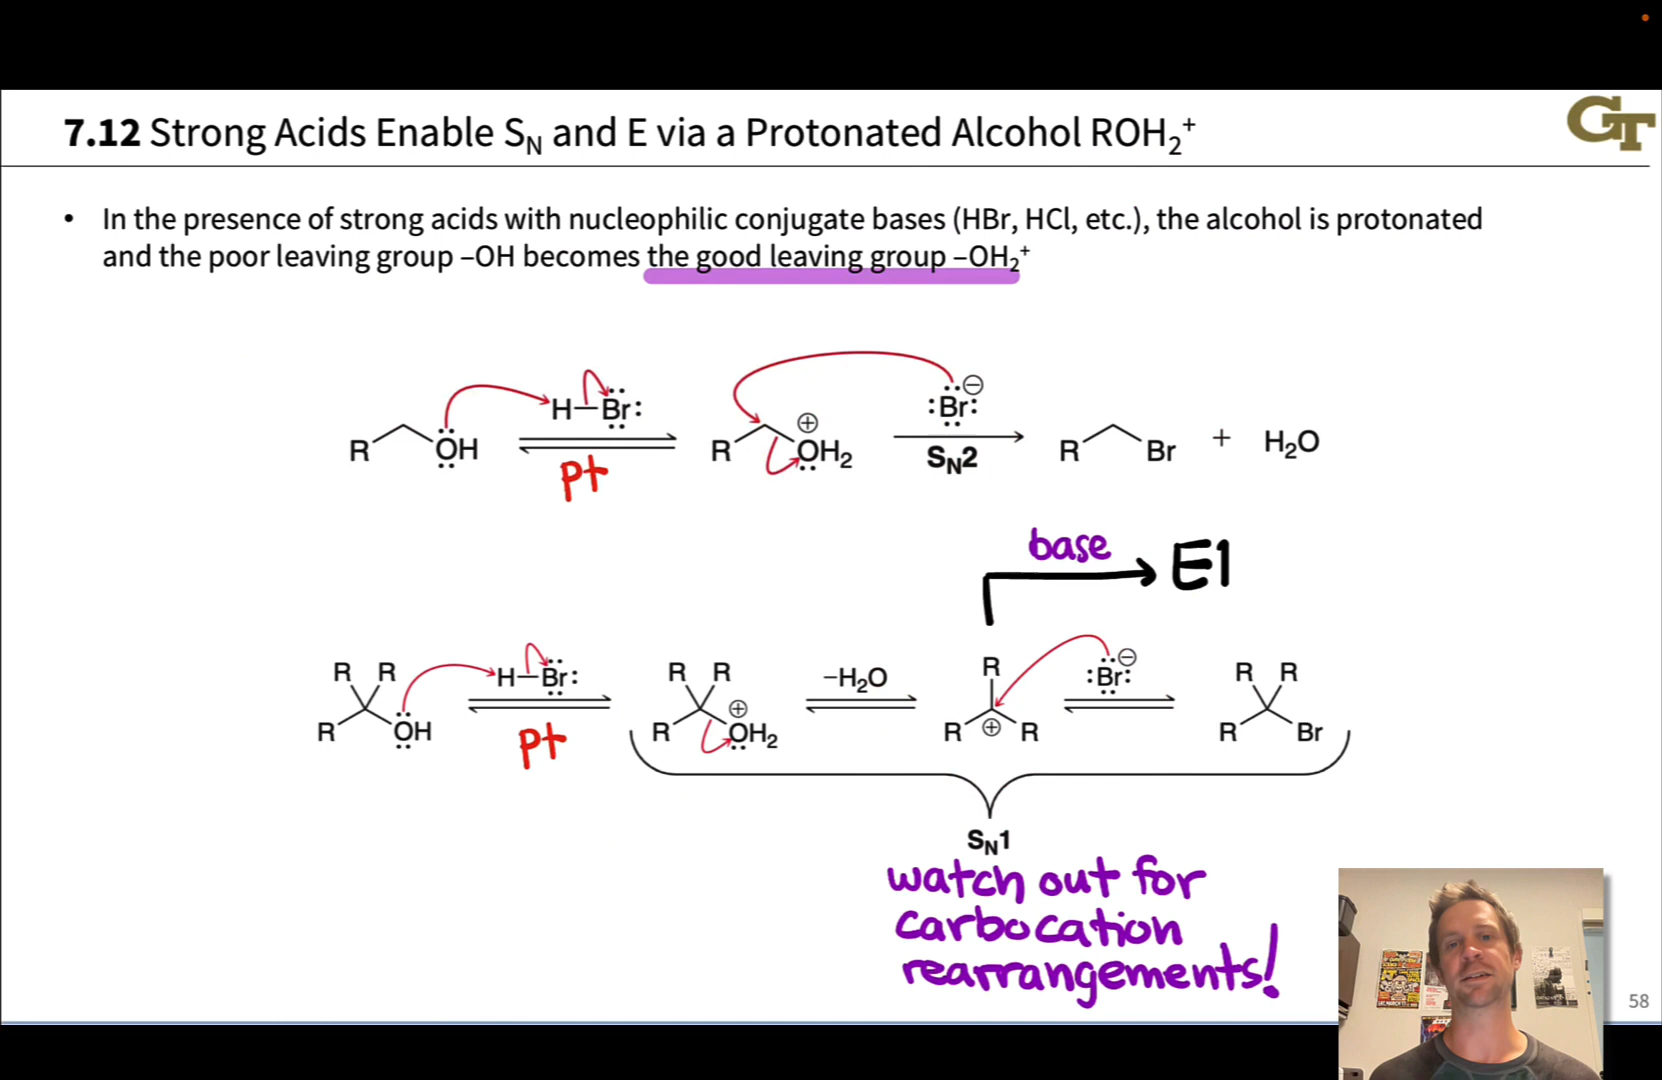 7.12 Strong Acids Enable SN and E via a Protonated Alcohol ROH2+
GT
• In the presence of strong acids with nucleophilic conjugate bases (HBr, HCl, etc.), the alcohol is protonated
and the poor leaving group –OH becomes the good leaving group –OH2+
R OH H–Br: pt R ⊕ OH2 :Br: ⊖ SN2 R Br + H2O
base E1
R R R OH H–Br: pt R R R ⊕ OH2 –H2O R R ⊕ R :Br: ⊖ R R R Br
SN1
watch out for
carbocation
rearrangements!
58